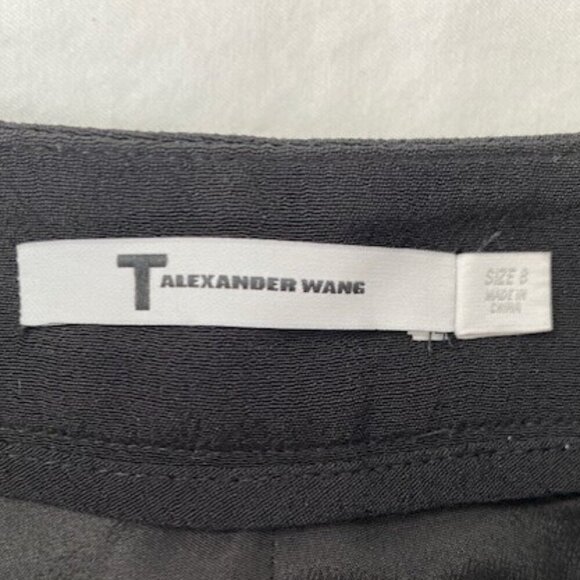 T ALEXANDER WANG
SIZE 8
MADE IN
CHINA